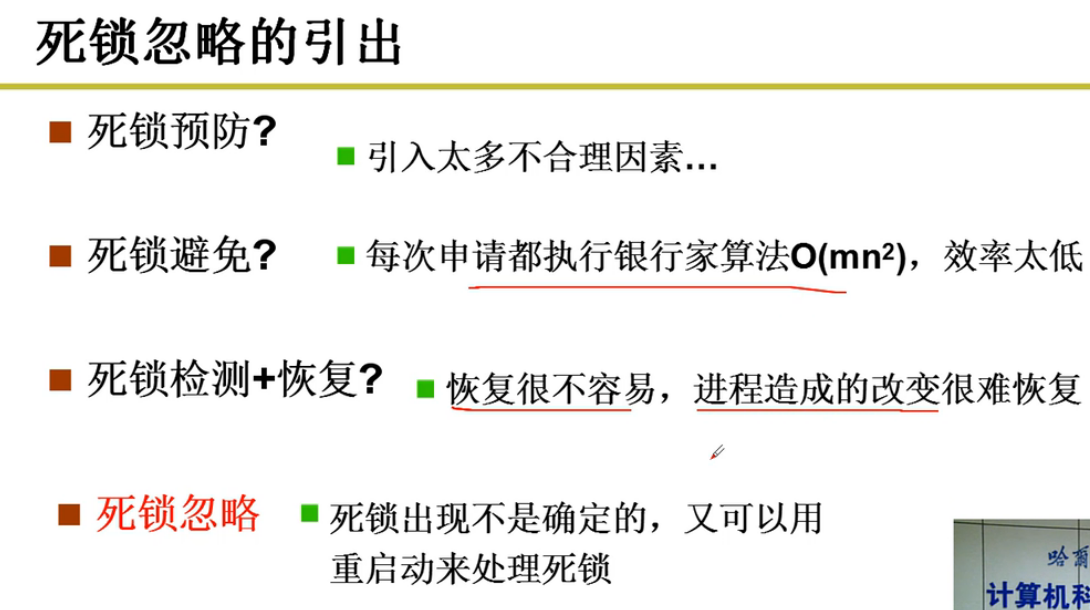 死锁忽略的引出
死锁预防?
引入太多不合理因素...
死锁避免?
每次申请都执行银行家算法O(mn²)，效率太低
死锁检测+恢复?
恢复很不容易，进程造成的改变很难恢复
死锁忽略
死锁出现不是确定的，又可以用
重启动来处理死锁
哈爾
计算机科